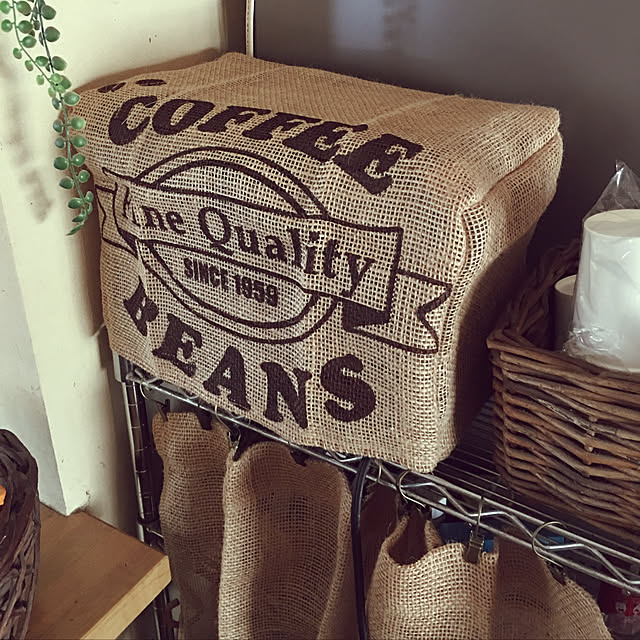 COFFEE
Fine Quality
SINCE 1959
BEANS